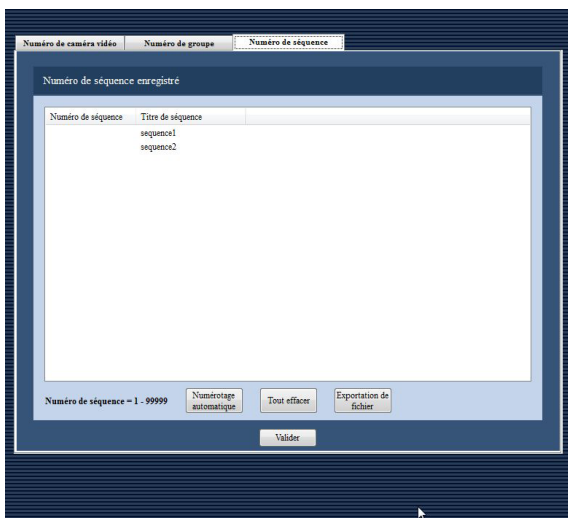 Numéro de caméra vidéo Numéro de groupe Numéro de séquence
Numéro de séquence enregistré
Numéro de séquence Titre de séquence
sequence1
sequence2
Numéro de séquence = 1 - 99999
Numérotage
automatique
Tout effacer
Exportation de
fichier
Valider